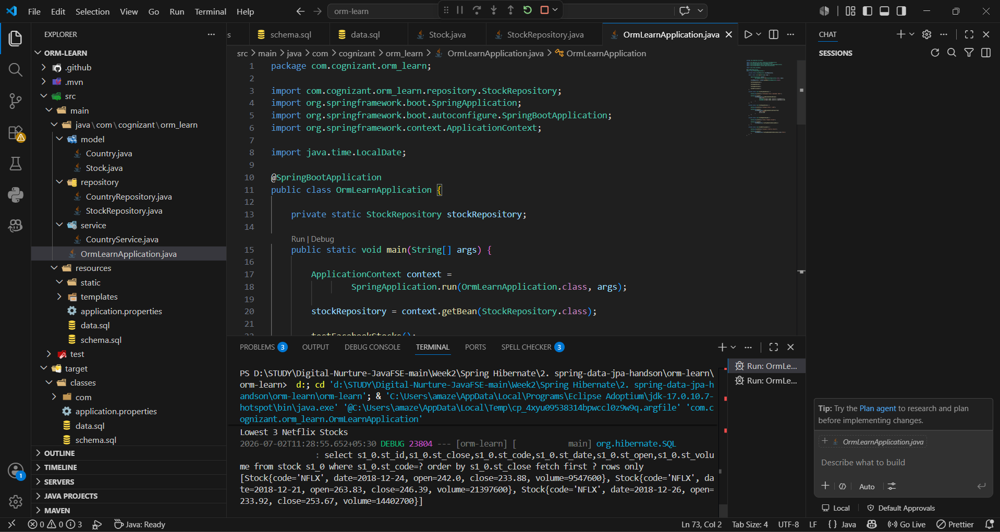 File Edit Selection View Go Run Terminal Help
orm-learn
EXPLORER
ORM-LEARN
.github
.mvn
src
main
java\com\cognizant\orm_learn
model
Country.java
Stock.java
repository
CountryRepository.java
StockRepository.java
service
CountryService.java
OrmLearnApplication.java
resources
static
templates
application.properties
data.sql
schema.sql
test
target
classes
com
application.properties
data.sql
schema.sql
OUTLINE
TIMELINE
SERVERS
JAVA PROJECTS
MAVEN
s schema.sql data.sql Stock.java StockRepository.java OrmLearnApplication.java
src > main > java > com > cognizant > orm_learn > OrmLearnApplication.java > OrmLearnApplication
1 package com.cognizant.orm_learn;
2
3 import com.cognizant.orm_learn.repository.StockRepository;
4 import org.springframework.boot.SpringApplication;
5 import org.springframework.boot.autoconfigure.SpringBootApplication;
6 import org.springframework.context.ApplicationContext;
7
8 import java.time.LocalDate;
9
10 @SpringBootApplication
11 public class OrmLearnApplication {
12
13 private static StockRepository stockRepository;
14
Run | Debug
15 public static void main(String[] args) {
16
17 ApplicationContext context =
18 SpringApplication.run(OrmLearnApplication.class, args);
19
20 stockRepository = context.getBean(StockRepository.class);
21
22 testFacebookStocks();
PROBLEMS 3 OUTPUT DEBUG CONSOLE TERMINAL PORTS SPELL CHECKER 3
PS D:\STUDY\Digital-Nurture-JavaFSE-main\Week2\Spring Hibernate\2. spring-data-jpa-handson\orm-learn\
orm-learn> d:; cd 'd:\STUDY\Digital-Nurture-JavaFSE-main\Week2\Spring Hibernate\2. spring-data-jpa-h
andson\orm-learn\orm-learn'; & 'C:\Users\amaze\AppData\Local\Programs\Eclipse Adoptium\jdk-17.0.10.7-
hotspot\bin\java.exe' '@C:\Users\amaze\AppData\Local\Temp\cp_4xyu09538314bpwccl0z9w9q.argfile' 'com.c
ognizant.orm_learn.OrmLearnApplication'
Lowest 3 Netflix Stocks
2026-07-02T11:28:55.652+05:30 DEBUG 23804 --- [orm-learn] [ main] org.hibernate.SQL
: select s1_0.st_id,s1_0.st_close,s1_0.st_code,s1_0.st_date,s1_0.st_open,s1_0.st_volu
me from stock s1_0 where s1_0.st_code=? order by s1_0.st_close fetch first ? rows only
[Stock{code='NFLX', date=2018-12-24, open=242.0, close=233.88, volume=9547600}, Stock{code='NFLX', da
te=2018-12-21, open=263.83, close=246.39, volume=21397600}, Stock{code='NFLX', date=2018-12-26, open=
233.92, close=253.67, volume=14402700}]
Run: OrmLe...
Run: OrmLe...
CHAT
SESSIONS
Tip: Try the Plan agent to research and plan
before implementing changes.
OrmLearnApplication.java
Describe what to build
Auto
Local Default Approvals
1
0 0 3 Java: Ready
Ln 73, Col 2 Tab Size: 4 UTF-8 LF {} Java Go Live Prettier